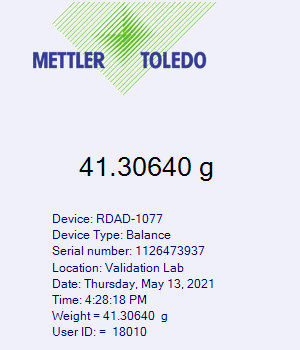 METTLER TOLEDO
41.30640 g
Device: RDAD-1077
Device Type: Balance
Serial number: 1126473937
Location: Validation Lab
Date: Thursday, May 13, 2021
Time: 4:28:18 PM
Weight = 41.30640  g
User ID: =  18010